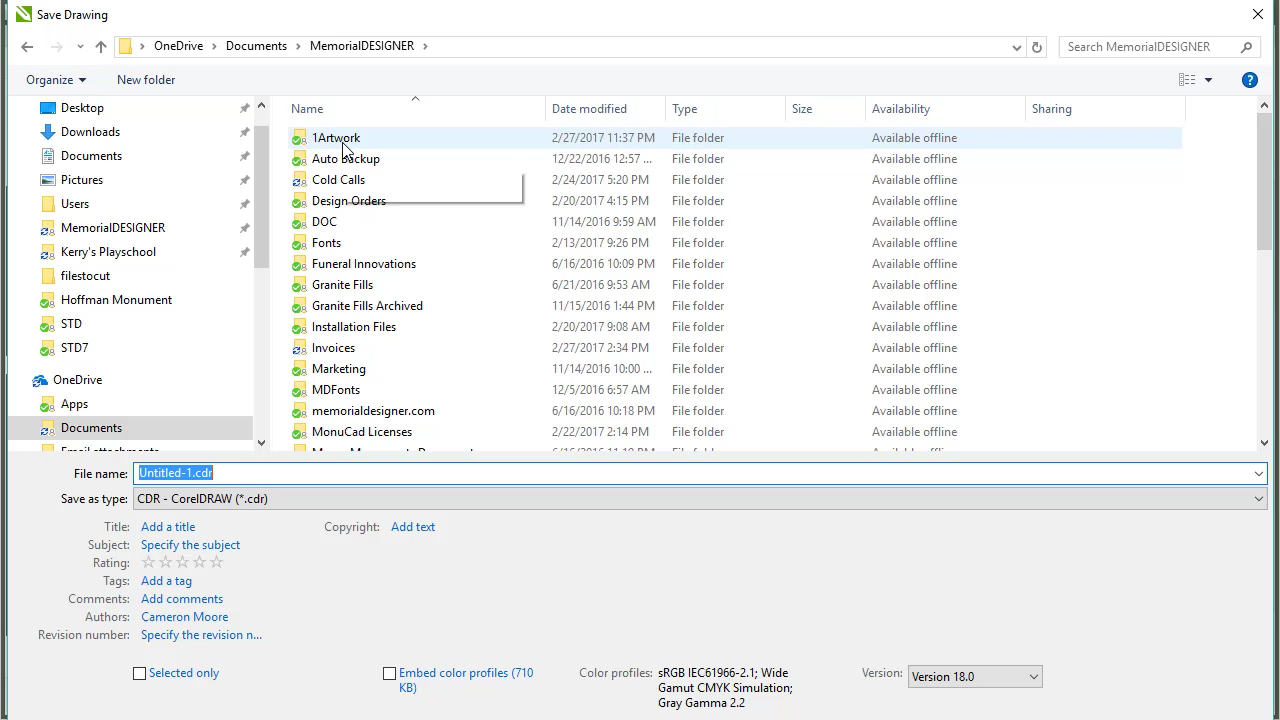 Save Drawing
OneDrive > Documents > MemorialDESIGNER >
Search MemorialDESIGNER
Organize New folder
Desktop
Downloads
Documents
Pictures
Users
MemorialDESIGNER
Kerry's Playschool
filestocut
Hoffman Monument
STD
STD7
OneDrive
Apps
Documents
Email attachments
Name Date modified Type Size Availability Sharing
1Artwork 2/27/2017 11:37 PM File folder Available offline
Auto Backup 12/22/2016 12:57 ... File folder Available offline
Cold Calls 2/24/2017 5:20 PM File folder Available offline
Design Orders 2/20/2017 4:15 PM File folder Available offline
DOC 11/14/2016 9:59 AM File folder Available offline
Fonts 2/13/2017 9:26 PM File folder Available offline
Funeral Innovations 6/16/2016 10:09 PM File folder Available offline
Granite Fills 6/21/2016 9:53 AM File folder Available offline
Granite Fills Archived 11/15/2016 1:44 PM File folder Available offline
Installation Files 2/20/2017 9:08 AM File folder Available offline
Invoices 2/27/2017 2:34 PM File folder Available offline
Marketing 11/14/2016 10:00 ... File folder Available offline
MDFonts 12/5/2016 6:57 AM File folder Available offline
memorialdesigner.com 6/16/2016 10:18 PM File folder Available offline
MonuCad Licenses 2/22/2017 2:14 PM File folder Available offline
File name: Untitled-1.cdr
Save as type: CDR - CorelDRAW (*.cdr)
Title: Add a title
Subject: Specify the subject
Rating:
Tags: Add a tag
Comments: Add comments
Authors: Cameron Moore
Revision number: Specify the revision n...
Copyright: Add text
Selected only
Embed color profiles (710
KB)
Color profiles: sRGB IEC61966-2.1; Wide
Gamut CMYK Simulation;
Gray Gamma 2.2
Version: Version 18.0